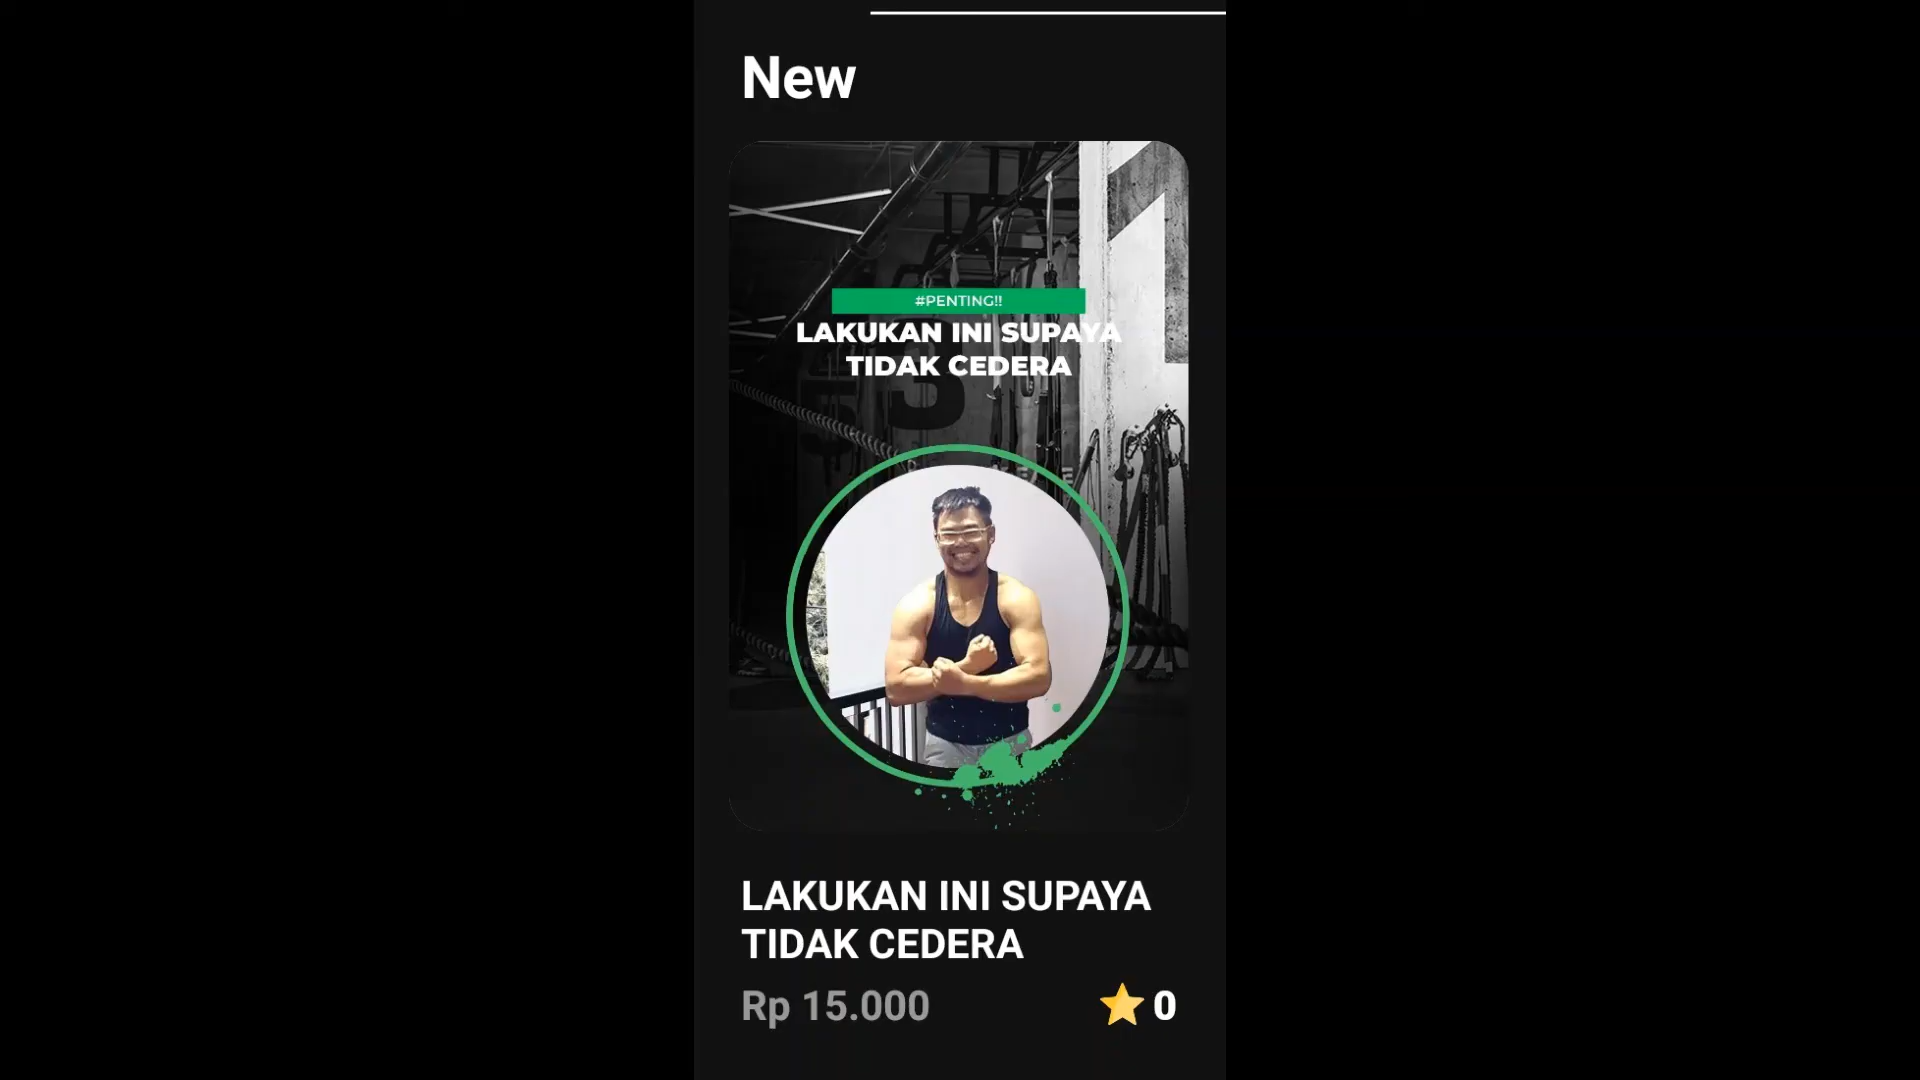 New
#PENTING!!
LAKUKAN INI SUPAYA
TIDAK CEDERA
LAKUKAN INI SUPAYA
TIDAK CEDERA
Rp 15.000
0